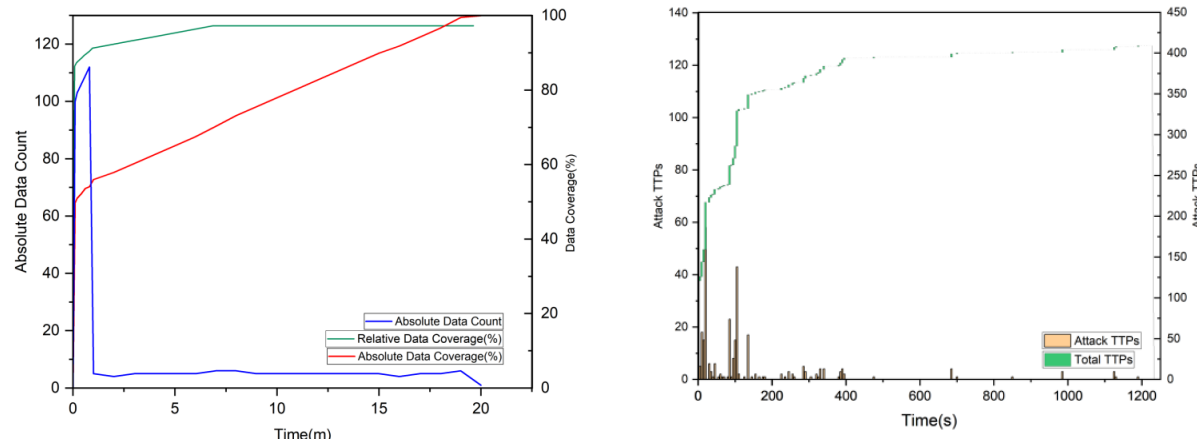 120
100
80
60
40
20
0
Absolute Data Count
100
80
60
40
20
0
Data Coverage(%)
Absolute Data Count
Relative Data Coverage(%)
Absolute Data Coverage(%)
0 5 10 15 20
Time(m)
140
120
100
80
60
40
20
0
Attack TTPs
450
400
350
300
250
200
150
100
50
0
Attack TTPs
Attack TTPs
Total TTPs
0 200 400 600 800 1000 1200
Time(s)